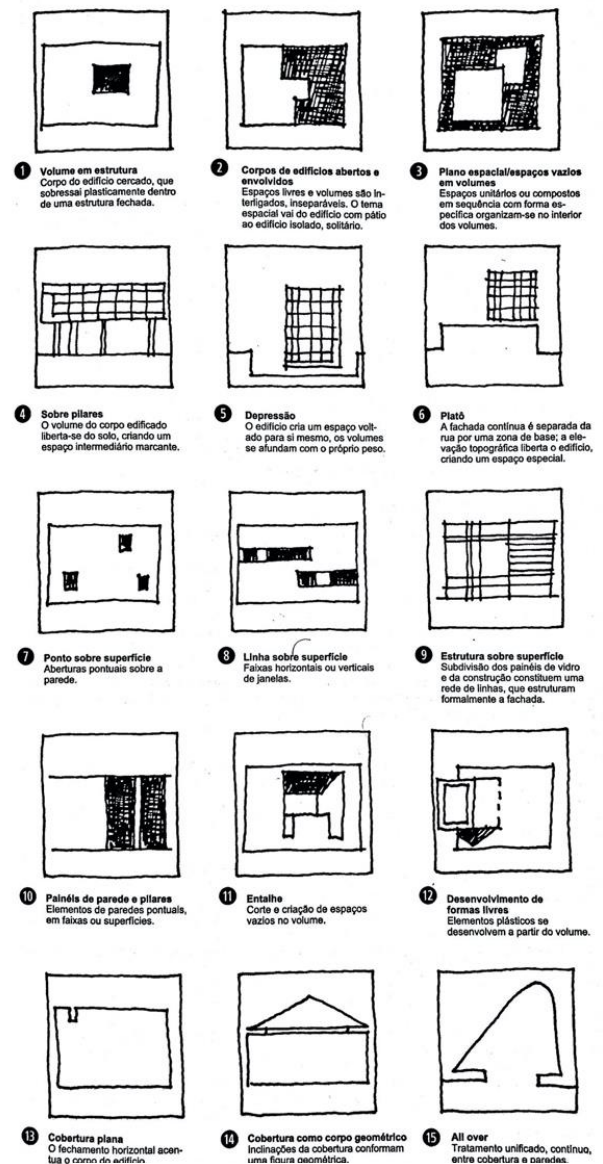 1 Volume em estrutura
Corpo do edifício cercado, que
sobressai plasticamente dentro
de uma estrutura fechada.
2 Corpos de edifícios abertos e
envolvidos
Espaços livres e volumes são in-
terligados, inseparáveis. O tema
espacial vai do edifício com pátio
ao edifício isolado, solitário.
3 Plano espacial/espaços vazios
em volumes
Espaços unitários ou compostos
em sequência com forma es-
pecífica organizam-se no interior
dos volumes.
4 Sobre pilares
O volume do corpo edificado
liberta-se do solo, criando um
espaço intermediário marcante.
5 Depressão
O edifício cria um espaço volt-
ado para si mesmo, os volumes
se afundam com o próprio peso.
6 Platô
A fachada contínua é separada da
rua por uma zona de base; a ele-
vação topográfica liberta o edifício,
criando um espaço especial.
7 Ponto sobre superfície
Aberturas pontuais sobre a
parede.
8 Linha sobre superfície
Faixas horizontais ou verticais
de janelas.
9 Estrutura sobre superfície
Subdivisão dos painéis de vidro
e da construção constituem uma
rede de linhas, que estruturam
formalmente a fachada.
10 Painéis de parede e pilares
Elementos de paredes pontuais,
em faixas ou superfícies.
11 Entalhe
Corte e criação de espaços
vazios no volume.
12 Desenvolvimento de
formas livres
Elementos plásticos se
desenvolvem a partir do volume.
13 Cobertura plana
O fechamento horizontal acen-
tua o corpo do edifício.
14 Cobertura como corpo geométrico
Inclinações da cobertura conformam
uma figura geométrica.
15 All over
Tratamento unificado, contínuo,
entre cobertura e paredes.